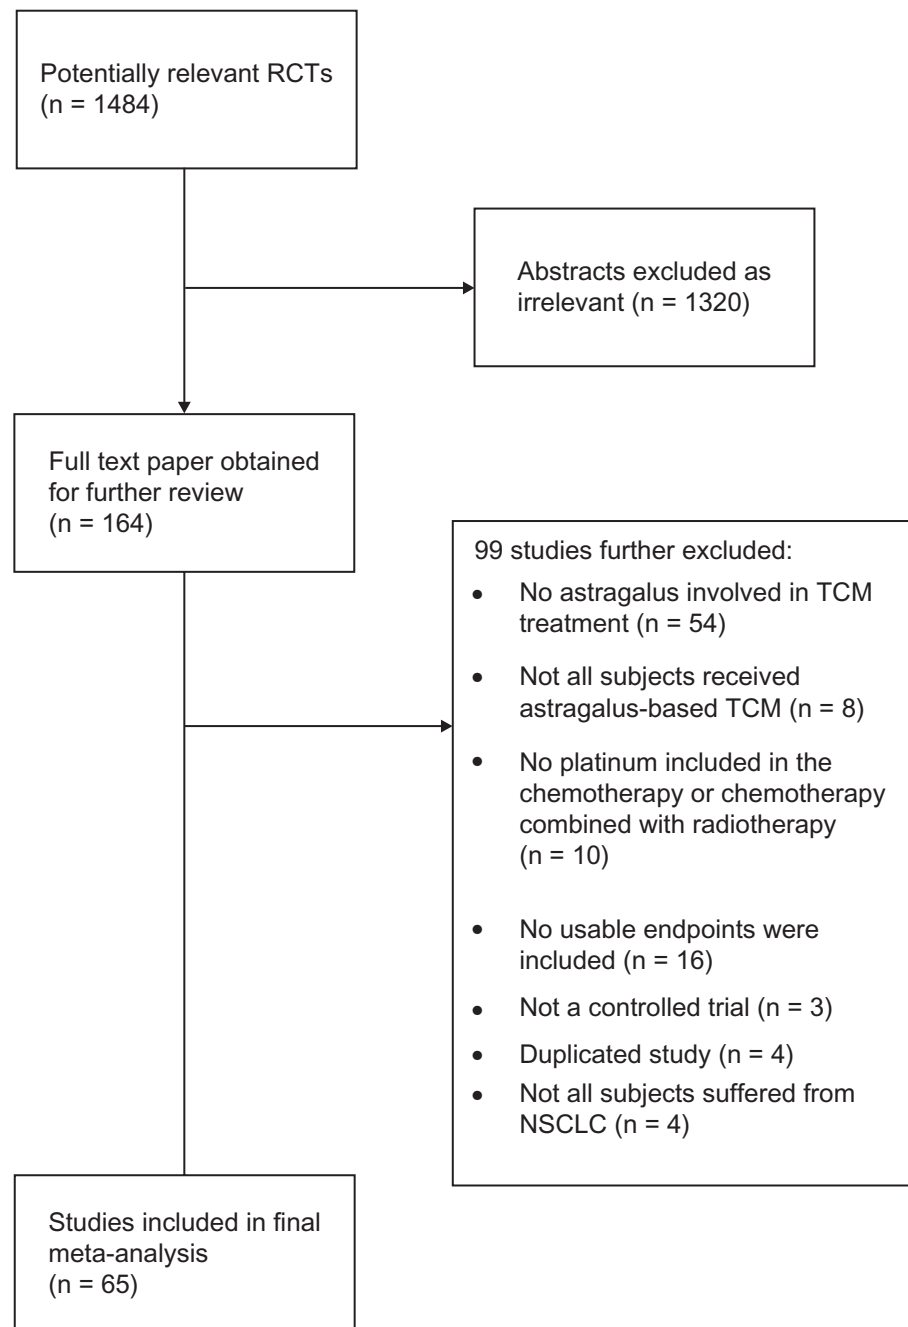 Potentially relevant RCTs
(n = 1484)
Abstracts excluded as
irrelevant (n = 1320)
Full text paper obtained
for further review
(n = 164)
99 studies further excluded:
• No astragalus involved in TCM
treatment (n = 54)
• Not all subjects received
astragalus-based TCM (n = 8)
• No platinum included in the
chemotherapy or chemotherapy
combined with radiotherapy
(n = 10)
• No usable endpoints were
included (n = 16)
• Not a controlled trial (n = 3)
• Duplicated study (n = 4)
• Not all subjects suffered from
NSCLC (n = 4)
Studies included in final
meta-analysis
(n = 65)